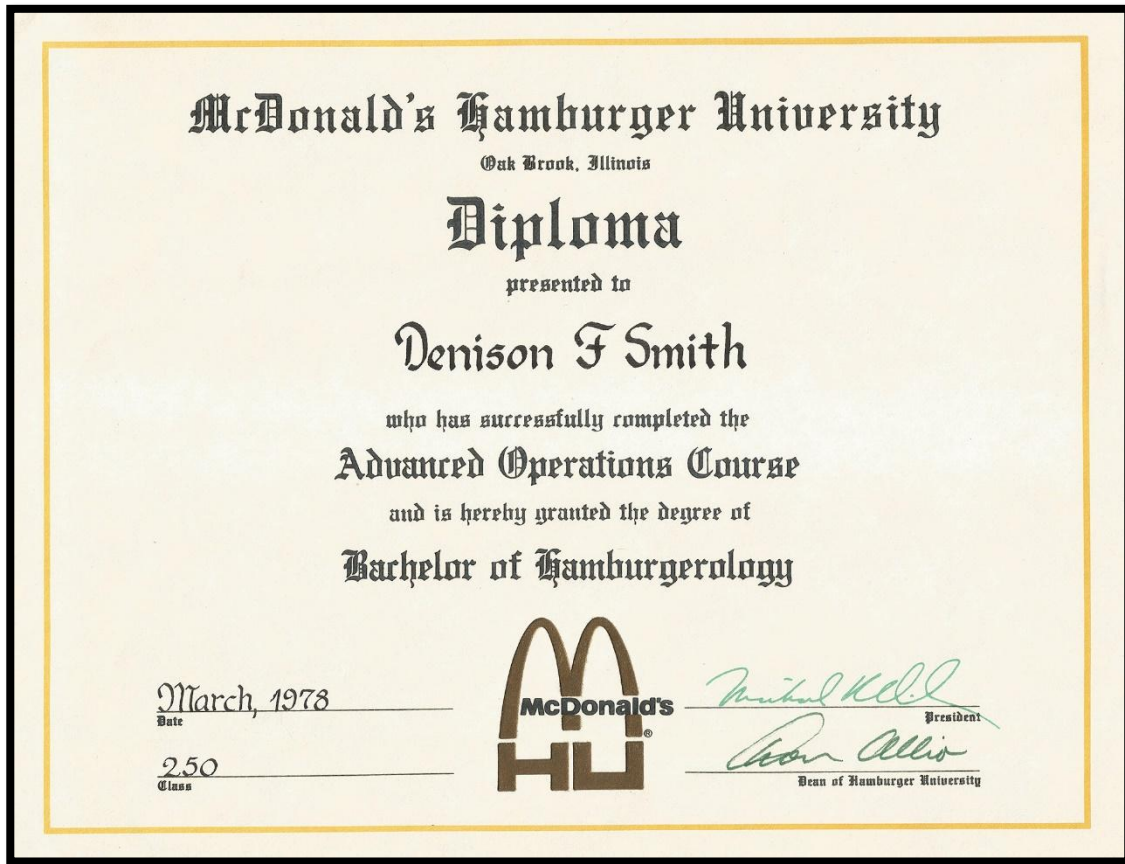 McDonald's Hamburger University
Oak Brook, Illinois
Diploma
presented to
Denison F Smith
who has successfully completed the
Advanced Operations Course
and is hereby granted the degree of
Bachelor of Hamburgerology
March, 1978
Date
250
Class
McDonald's ®
HU
President
Dean of Hamburger University